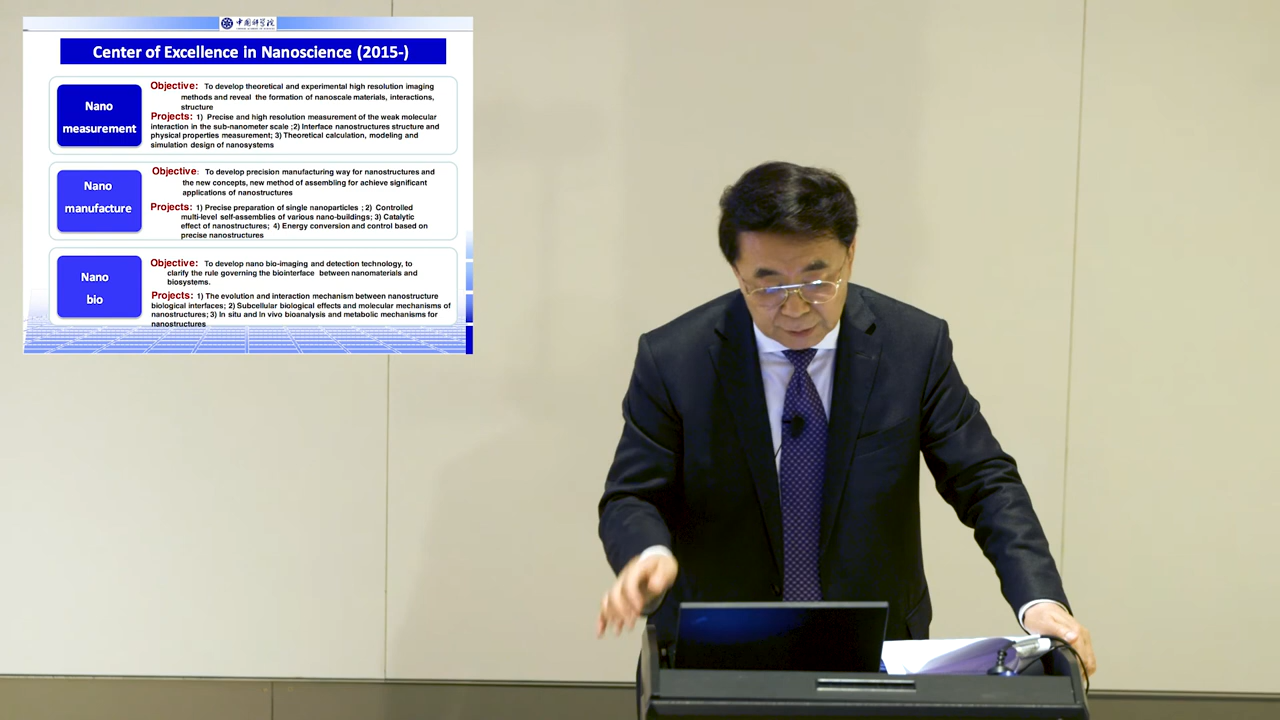 中国科学院
Center of Excellence in Nanoscience (2015-)
Nano
measurement
Objective: To develop theoretical and experimental high resolution imaging
methods and reveal the formation of nanoscale materials, interactions,
structure
Projects: 1) Precise and high resolution measurement of the weak molecular
interaction in the sub-nanometer scale ;2) Interface nanostructures structure and
physical properties measurement; 3) Theoretical calculation, modeling and
simulation design of nanosystems
Nano
manufacture
Objective: To develop precision manufacturing way for nanostructures and
the new concepts, new method of assembling for achieve significant
applications of nanostructures
Projects: 1) Precise preparation of single nanoparticles ; 2) Controlled
multi-level self-assemblies of various nano-buildings; 3) Catalytic
effect of nanostructures; 4) Energy conversion and control based on
precise nanostructures
Nano
bio
Objective: To develop nano bio-imaging and detection technology, to
clarify the rule governing the biointerface between nanomaterials and
biosystems.
Projects: 1) The evolution and interaction mechanism between nanostructure
biological interfaces; 2) Subcellular biological effects and molecular mechanisms of
nanostructures; 3) In situ and in vivo bioanalysis and metabolic mechanisms for
nanostructures